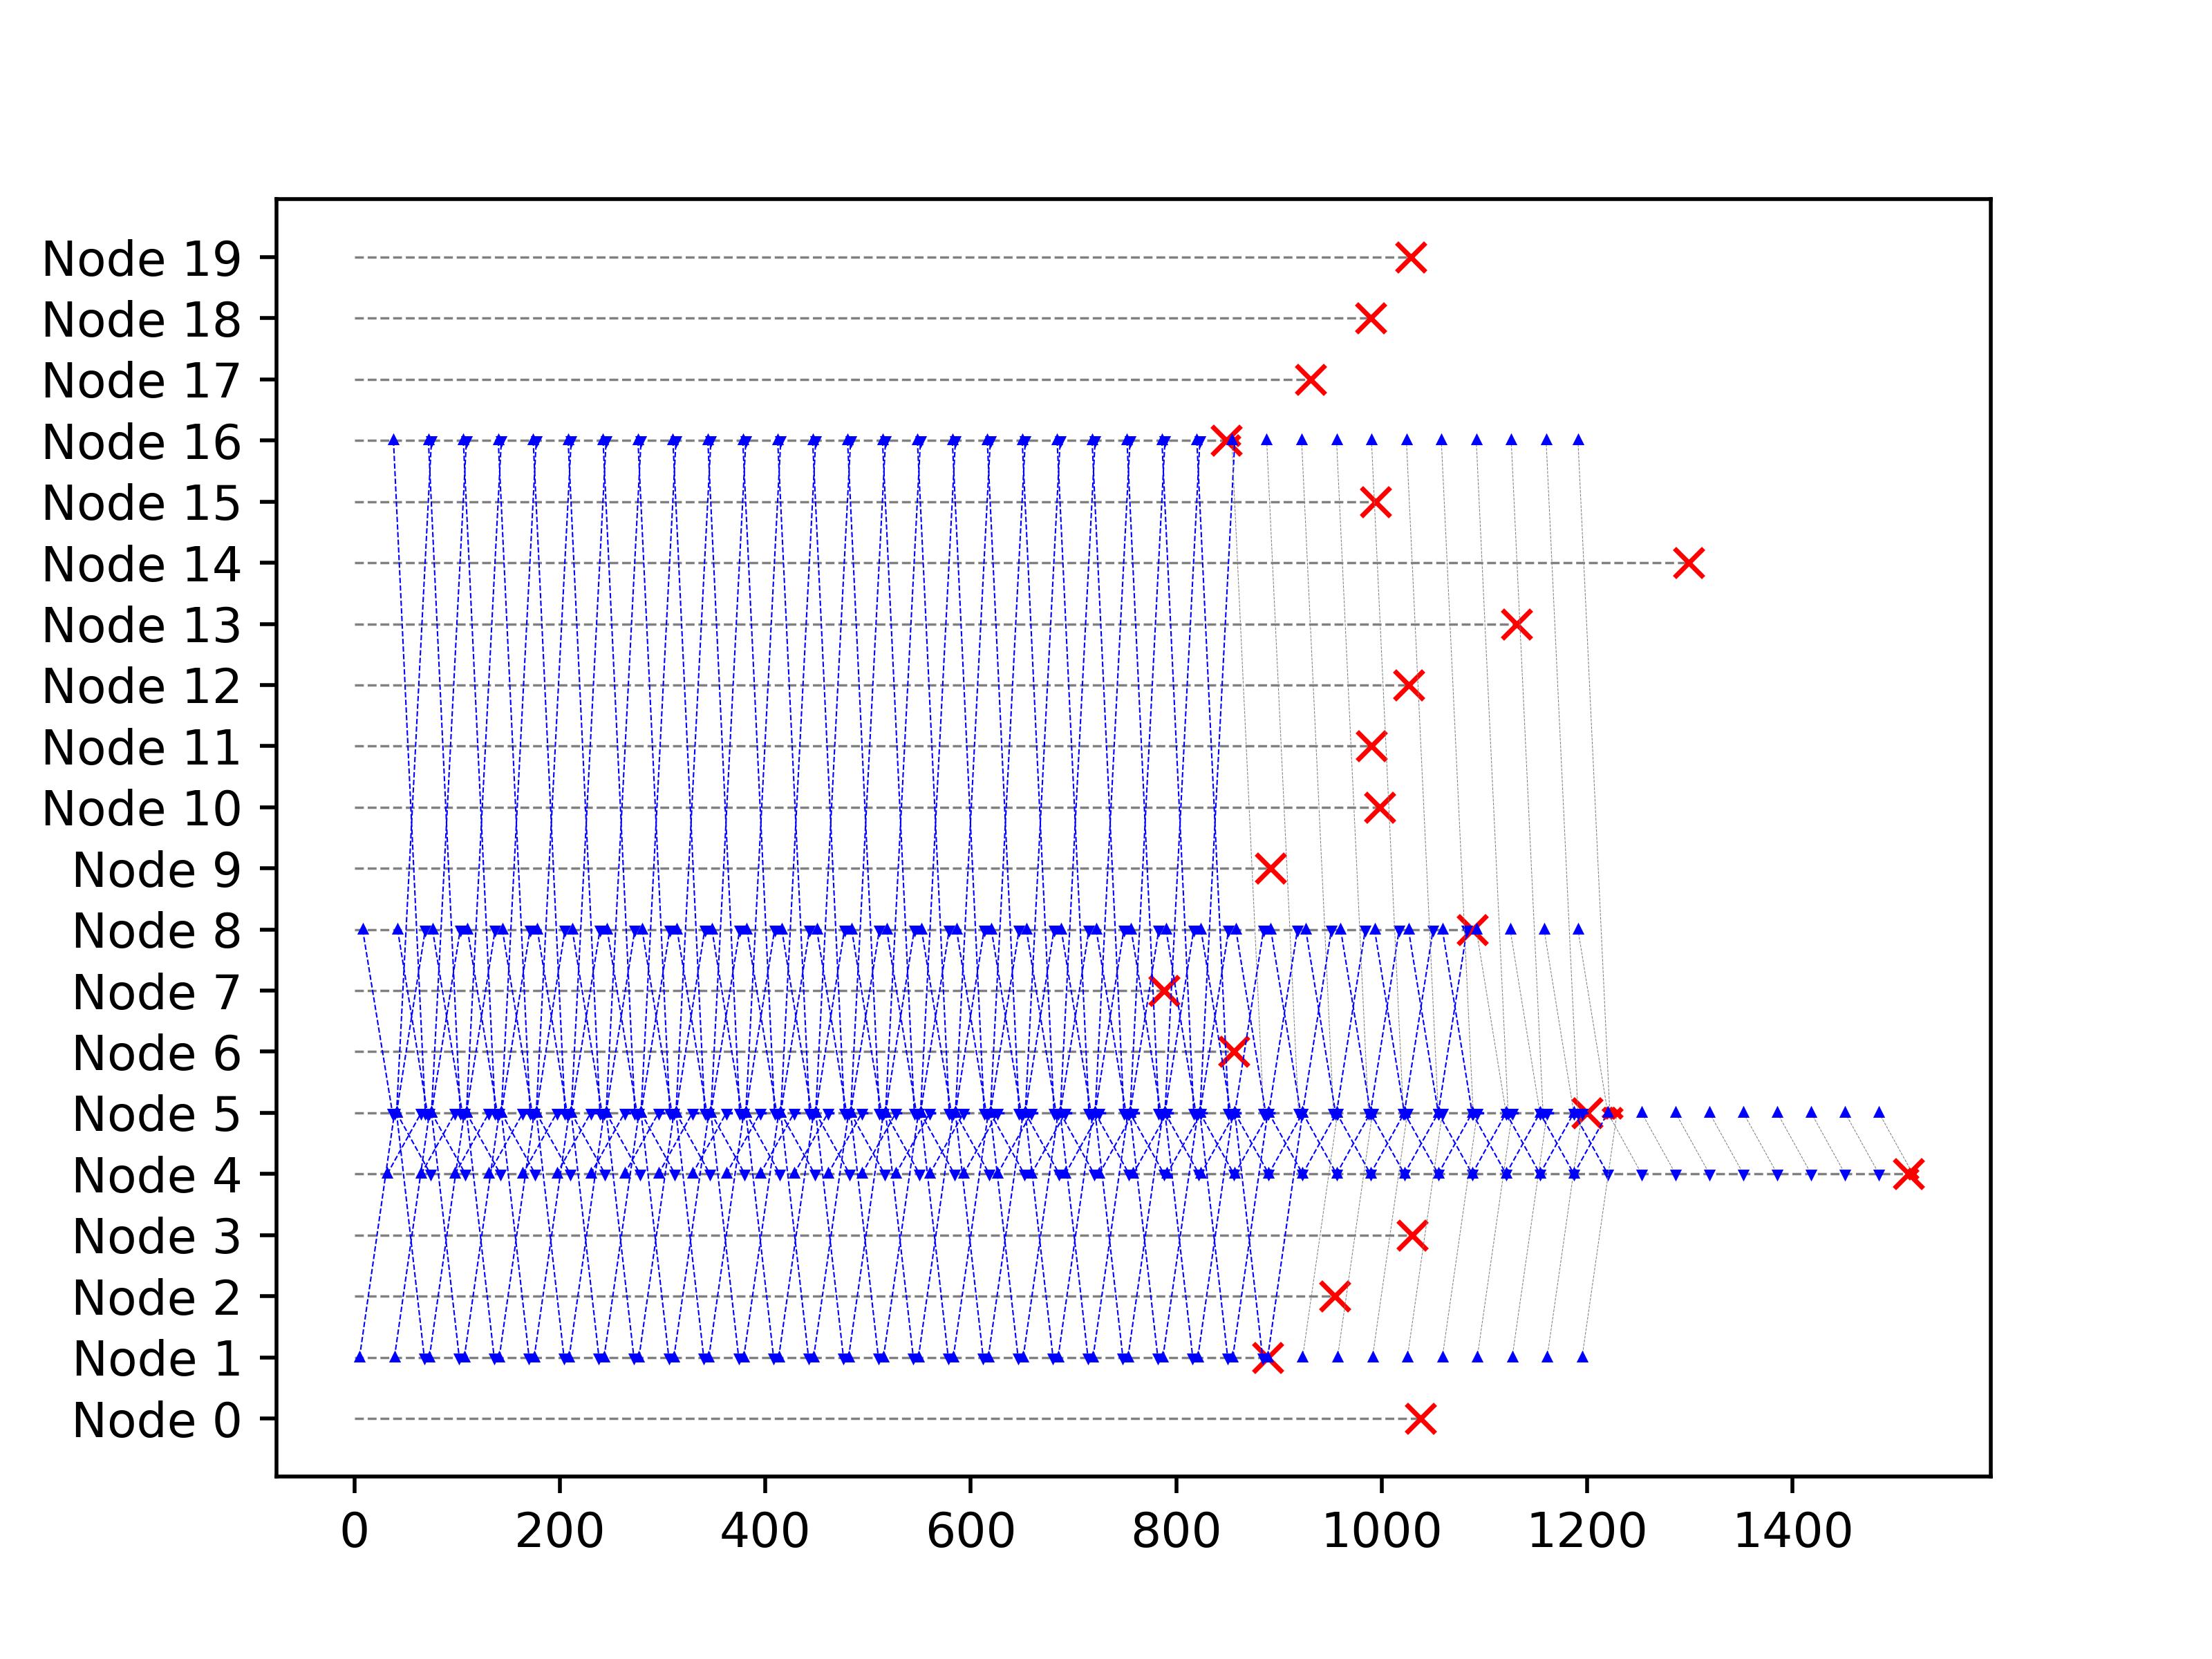 Node 19
Node 18
Node 17
Node 16
Node 15
Node 14
Node 13
Node 12
Node 11
Node 10
Node 9
Node 8
Node 7
Node 6
Node 5
Node 4
Node 3
Node 2
Node 1
Node 0
0 200 400 600 800 1000 1200 1400